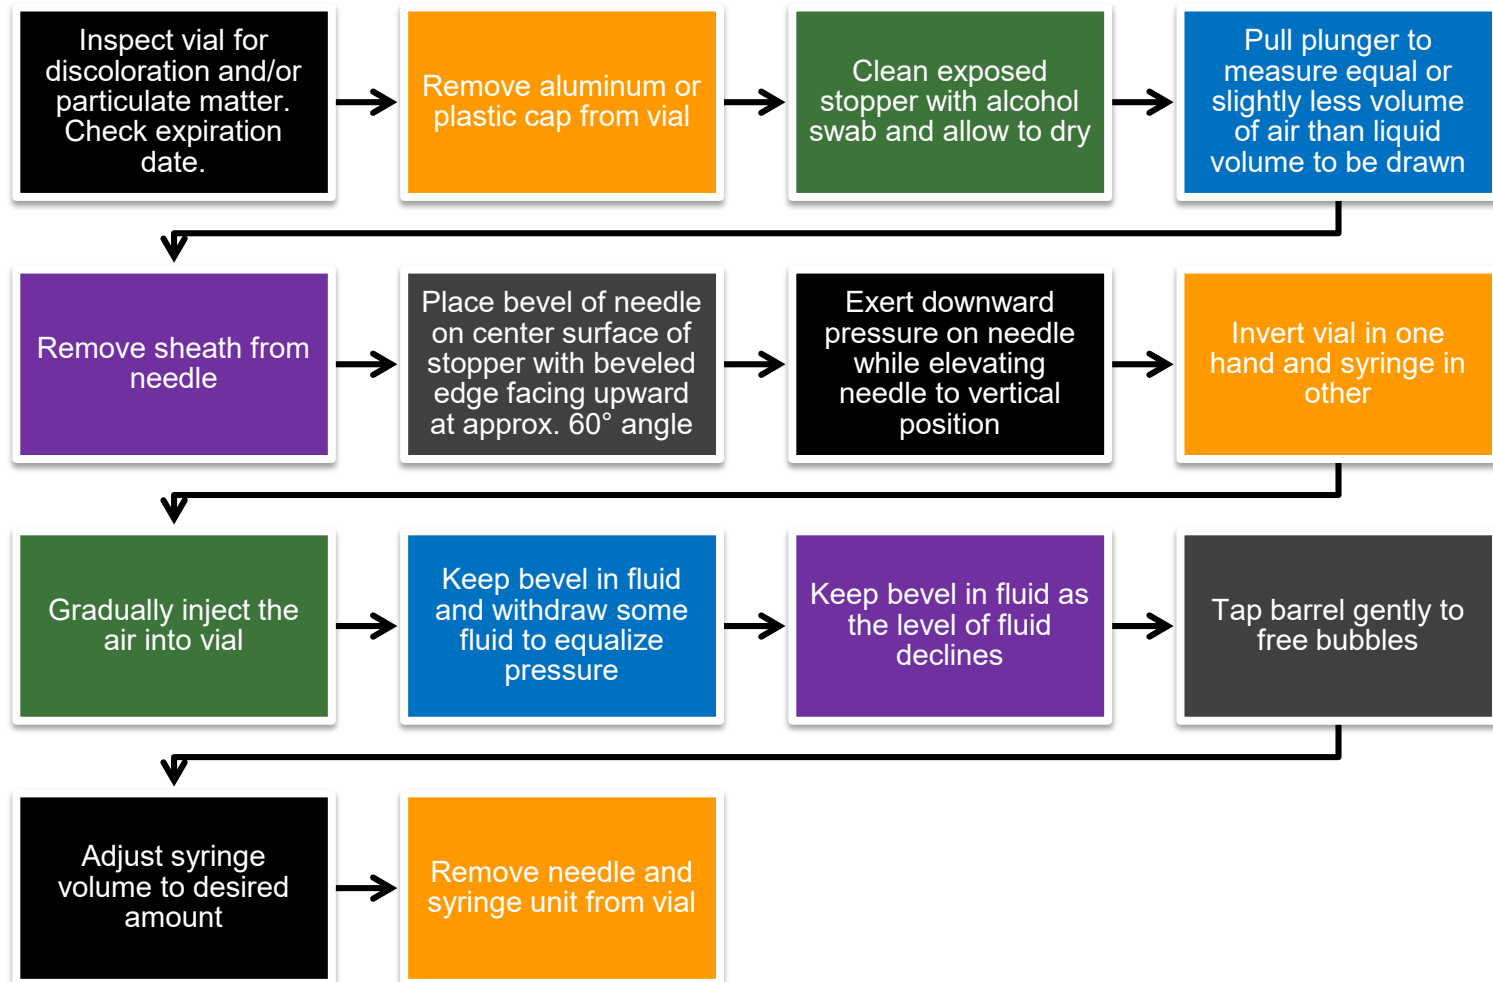 Inspect vial for
discoloration and/or
particulate matter.
Check expiration
date.
Remove aluminum or
plastic cap from vial
Clean exposed
stopper with alcohol
swab and allow to dry
Pull plunger to
measure equal or
slightly less volume
of air than liquid
volume to be drawn
Remove sheath from
needle
Place bevel of needle
on center surface of
stopper with beveled
edge facing upward
at approx. 60° angle
Exert downward
pressure on needle
while elevating
needle to vertical
position
Invert vial in one
hand and syringe in
other
Gradually inject the
air into vial
Keep bevel in fluid
and withdraw some
fluid to equalize
pressure
Keep bevel in fluid as
the level of fluid
declines
Tap barrel gently to
free bubbles
Adjust syringe
volume to desired
amount
Remove needle and
syringe unit from vial